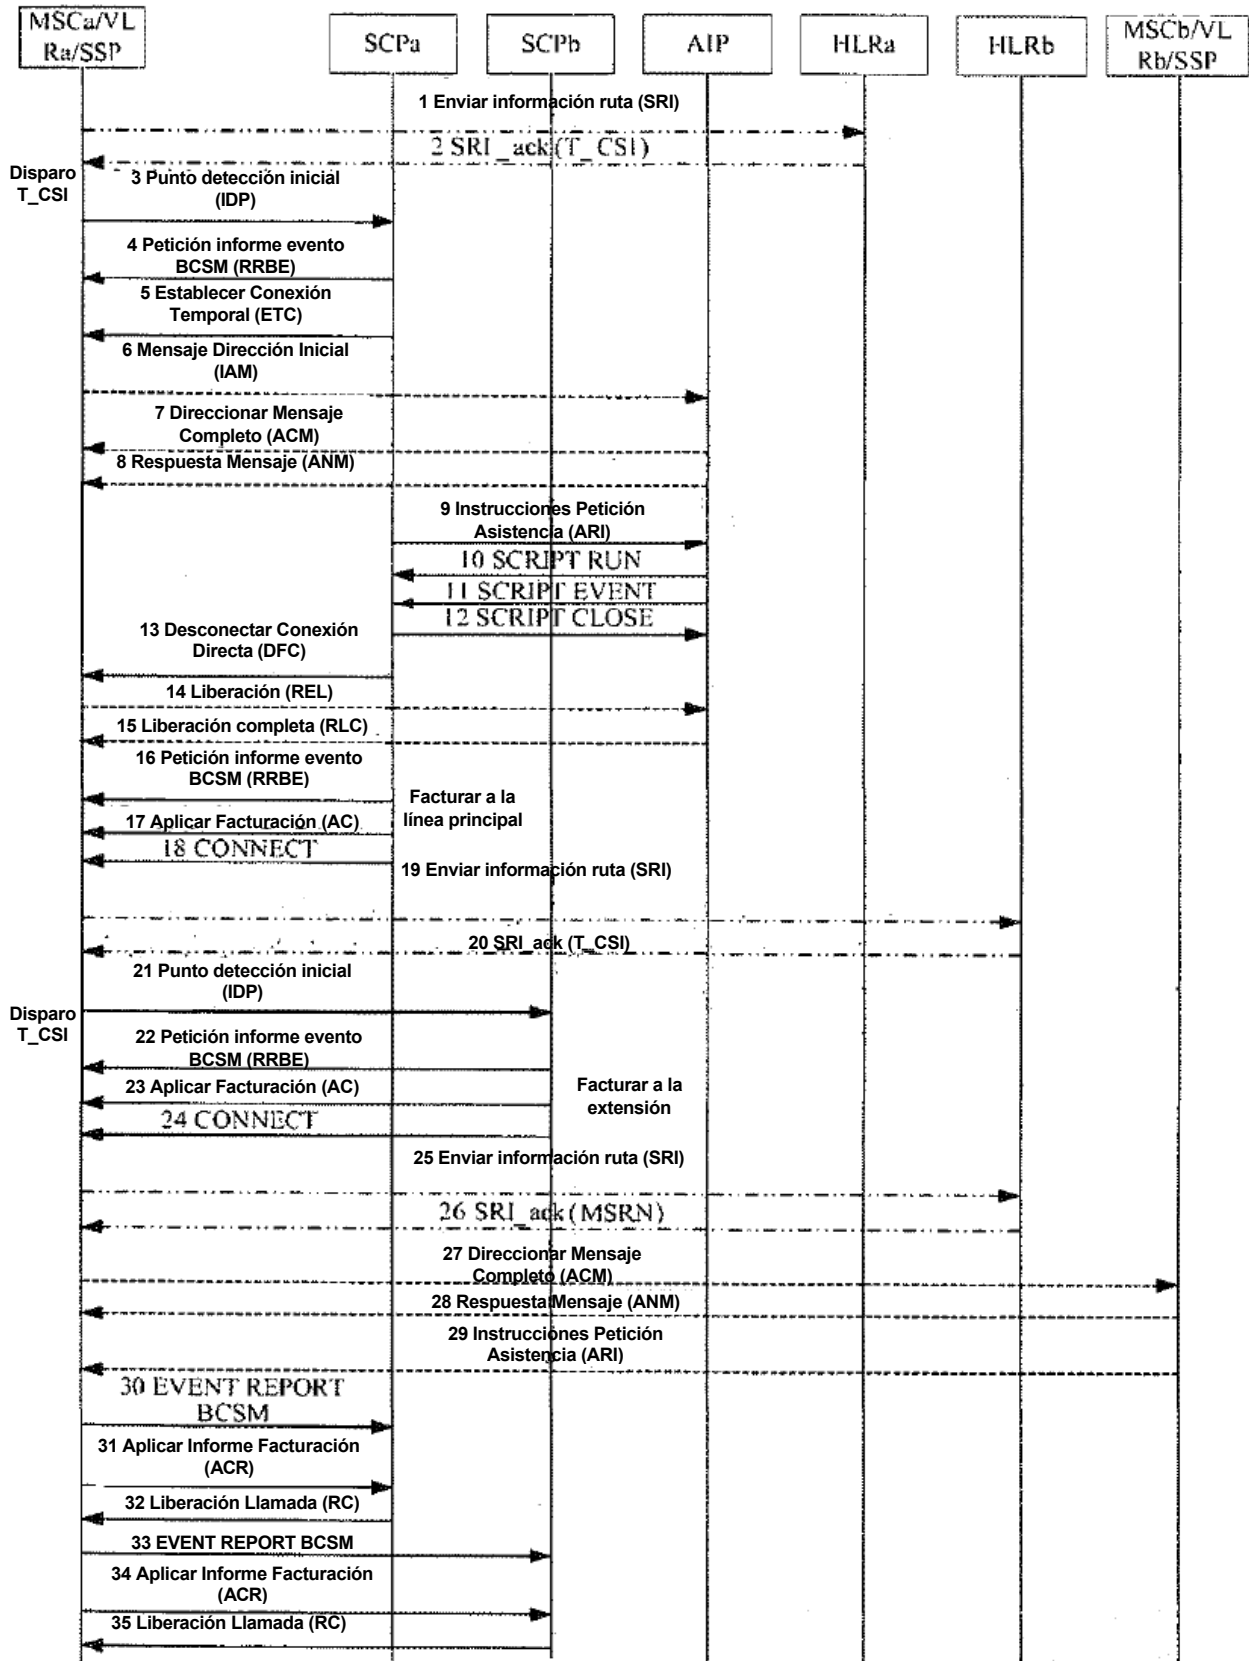 MSCa/VL
Ra/SSP
SCPa
SCPb
AIP
HLRa
HLRb
MSCb/VL
Rb/SSP
1 Enviar información ruta (SRI)
2 SRI_ack(T_CSI)
Disparo
T_CSI
3 Punto detección inicial
(IDP)
4 Petición informe evento
BCSM (RRBE)
5 Establecer Conexión
Temporal (ETC)
6 Mensaje Dirección Inicial
(IAM)
7 Direccionar Mensaje
Completo (ACM)
8 Respuesta Mensaje (ANM)
9 Instrucciones Petición
Asistencia (ARI)
10 SCRIPT RUN
11 SCRIPT EVENT
12 SCRIPT CLOSE
13 Desconectar Conexión
Directa (DFC)
14 Liberación (REL)
15 Liberación completa (RLC)
16 Petición informe evento
BCSM (RRBE)
Facturar a la
línea principal
17 Aplicar Facturación (AC)
18 CONNECT
19 Enviar información ruta (SRI)
20 SRI_ack (T_CSI)
21 Punto detección inicial
(IDP)
Disparo
T_CSI
22 Petición informe evento
BCSM (RRBE)
23 Aplicar Facturación (AC)
Facturar a la
extensión
24 CONNECT
25 Enviar información ruta (SRI)
26 SRI_ack(MSRN)
27 Direccionar Mensaje
Completo (ACM)
28 Respuesta Mensaje (ANM)
29 Instrucciones Petición
Asistencia (ARI)
30 EVENT REPORT
BCSM
31 Aplicar Informe Facturación
(ACR)
32 Liberación Llamada (RC)
33 EVENT REPORT BCSM
34 Aplicar Informe Facturación
(ACR)
35 Liberación Llamada (RC)